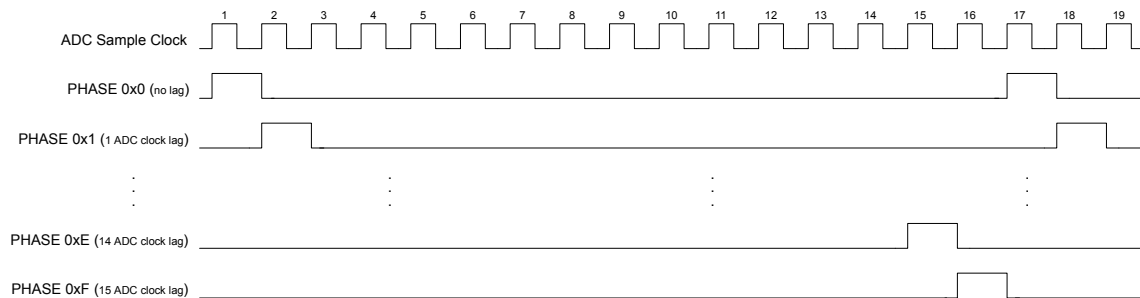 1 2 3 4 5 6 7 8 9 10 11 12 13 14 15 16 17 18 19
ADC Sample Clock
PHASE 0x0 (no lag)
PHASE 0x1 (1 ADC clock lag)
PHASE 0xE (14 ADC clock lag)
PHASE 0xF (15 ADC clock lag)